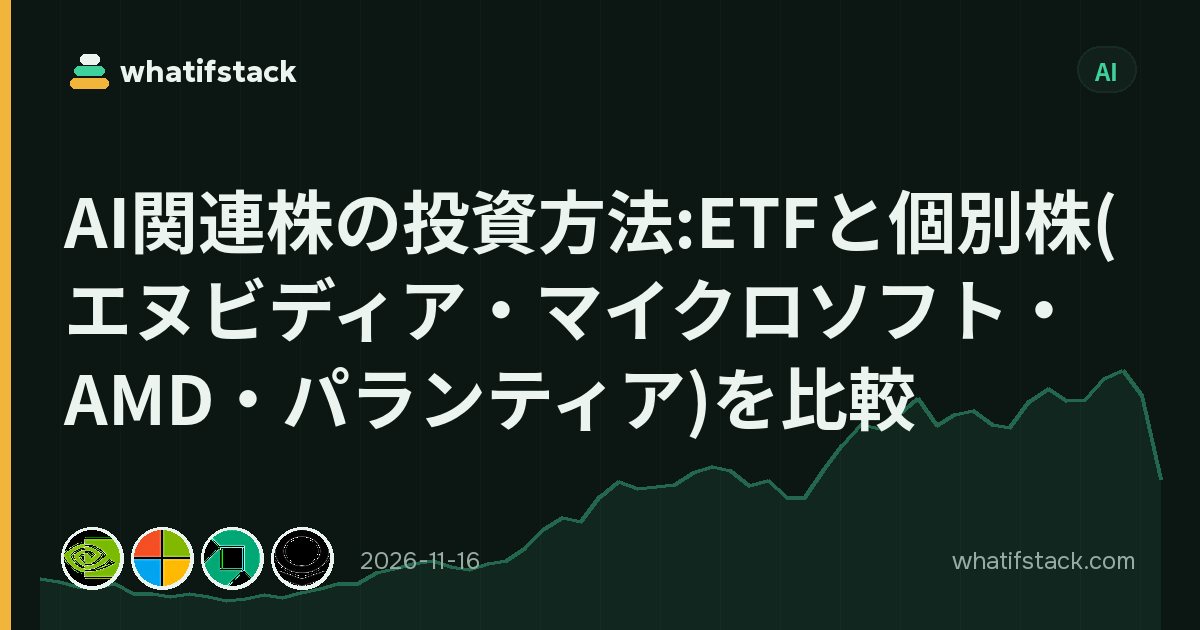 whatifstack
AI
AI関連株の投資方法:ETFと個別株(
エヌビディア・マイクロソフト・
AMD・パランティア)を比較
2026-11-16
whatifstack.com